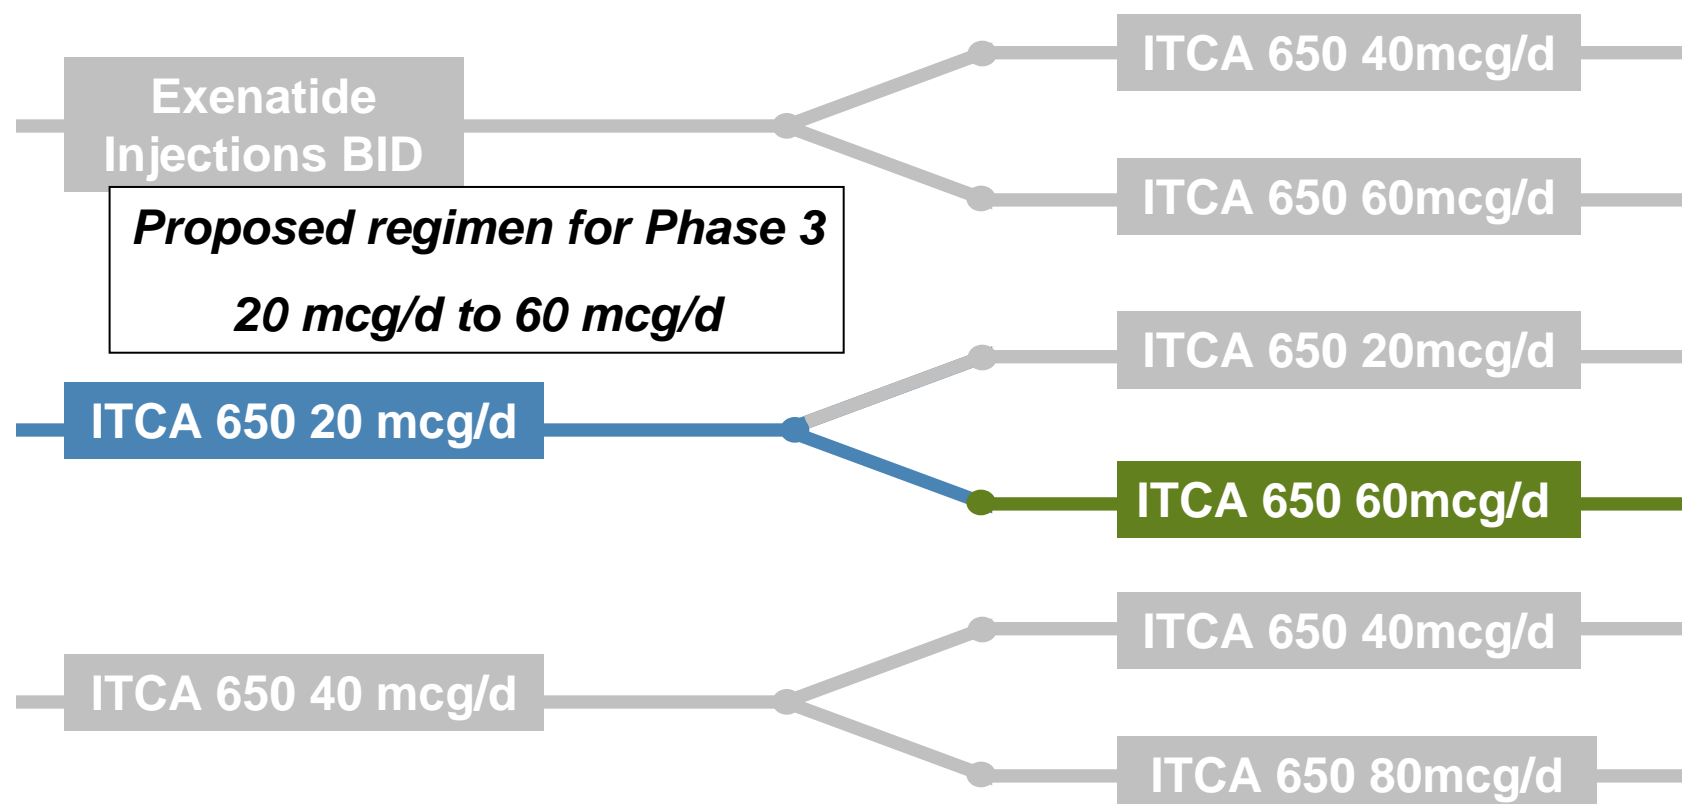 Exenatide
Injections BID
ITCA 650 40mcg/d
ITCA 650 60mcg/d
Proposed regimen for Phase 3
20 mcg/d to 60 mcg/d
ITCA 650 20 mcg/d
ITCA 650 20mcg/d
ITCA 650 60mcg/d
ITCA 650 40 mcg/d
ITCA 650 40mcg/d
ITCA 650 80mcg/d